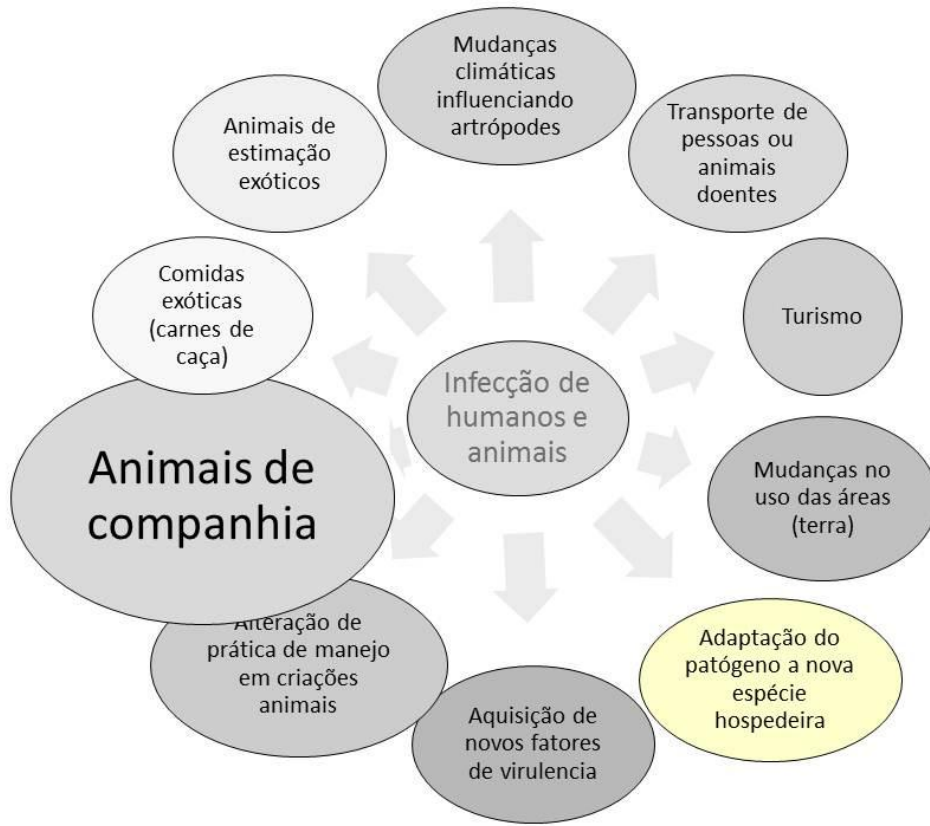 Mudanças
climáticas
influenciando
artrópodes
Transporte de
pessoas ou
animais
doentes
Turismo
Mudanças no
uso das áreas
(terra)
Adaptação do
patógeno a nova
espécie
hospedeira
Aquisição de
novos fatores
de virulencia
Alteração de
prática de manejo
em criações
animais
Animais de
companhia
Comidas
exóticas
(carnes de
caça)
Animais de
estimação
exóticos
Infecção de
humanos e
animais